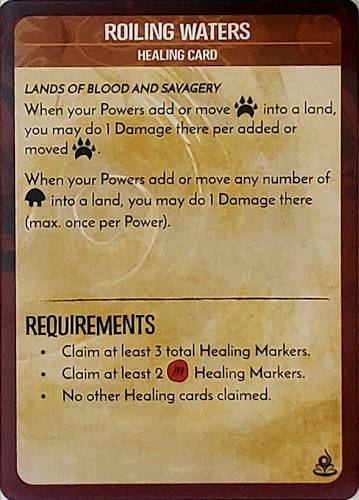 ROILING WATERS
HEALING CARD
LANDS OF BLOOD AND SAVAGERY
When your Powers add or move into a land,
you may do 1 Damage there per added or
moved .
When your Powers add or move any number of
into a land, you may do 1 Damage there
(max. once per Power).
REQUIREMENTS
• Claim at least 3 total Healing Markers.
• Claim at least 2 Healing Markers.
• No other Healing cards claimed.